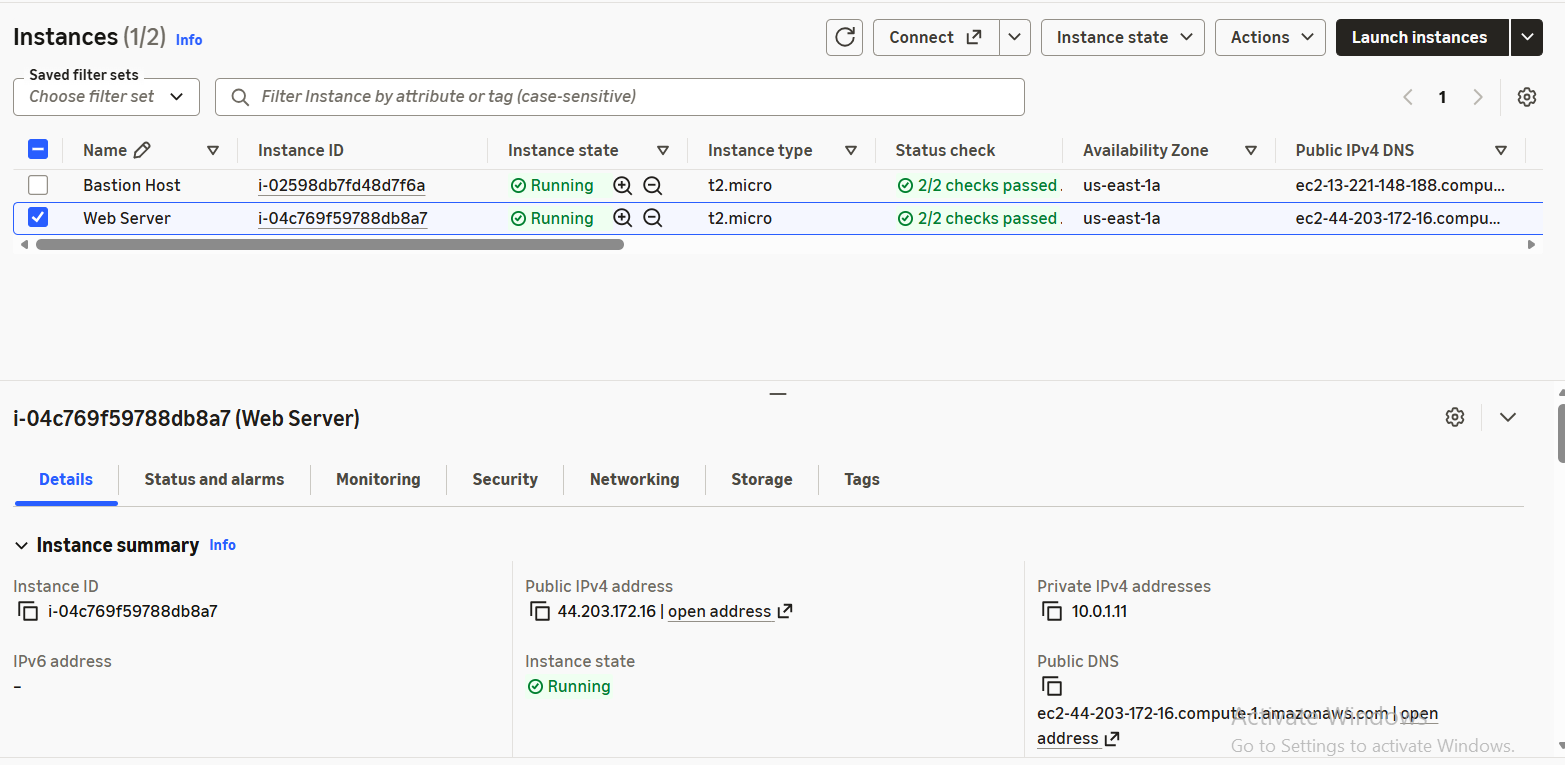 Instances (1/2) Info
Connect
Instance state
Actions
Launch instances
Saved filter sets
Choose filter set
Filter Instance by attribute or tag (case-sensitive)
1
Name Instance ID Instance state Instance type Status check Availability Zone Public IPv4 DNS
Bastion Host i-02598db7fd48d7f6a Running t2.micro 2/2 checks passed us-east-1a ec2-13-221-148-188.compu...
Web Server i-04c769f59788db8a7 Running t2.micro 2/2 checks passed us-east-1a ec2-44-203-172-16.compu...
i-04c769f59788db8a7 (Web Server)
Details Status and alarms Monitoring Security Networking Storage Tags
Instance summary Info
Instance ID
i-04c769f59788db8a7
Public IPv4 address
44.203.172.16 | open address
Private IPv4 addresses
10.0.1.11
IPv6 address
–
Instance state
Running
Public DNS
ec2-44-203-172-16.compute-1.amazonaws.com | open
address
Activate Windows
Go to Settings to activate Windows.